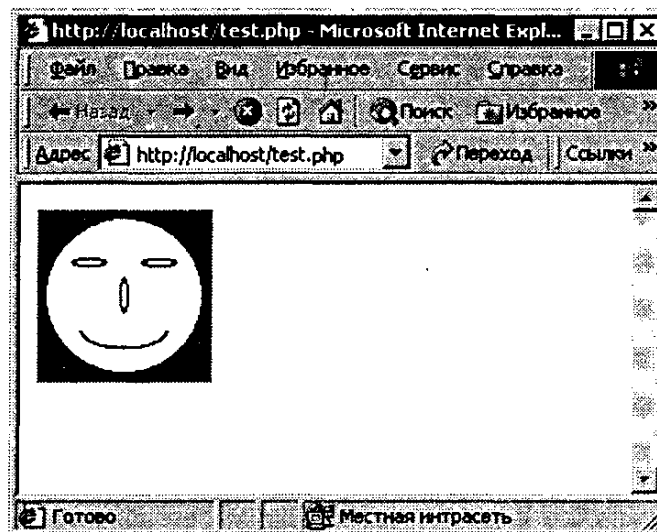 http://localhost/test.php - Microsoft Internet Expl...
Файл Правка Вид Избранное Сервис Справка
Назад Поиск Избранное »
Адрес http://localhost/test.php Переход Ссылки »
Готово Местная интрасеть